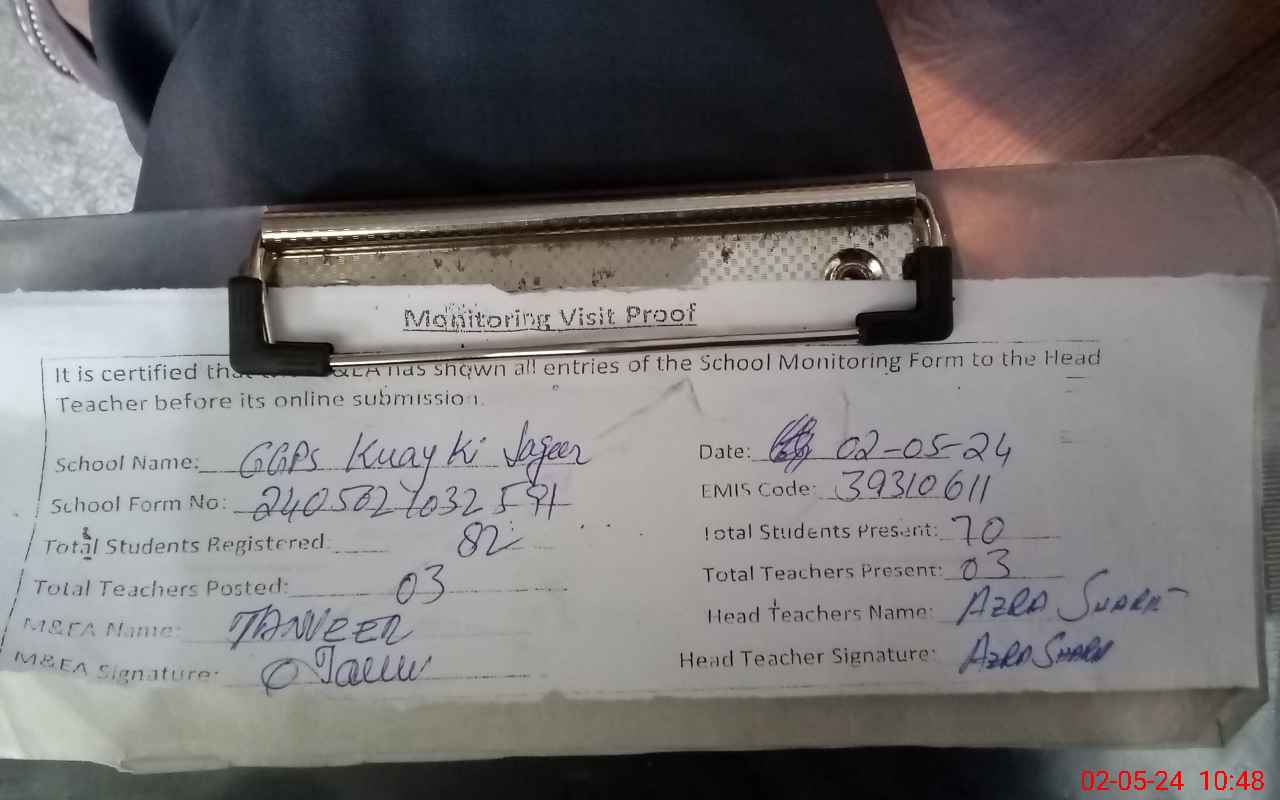 Monitoring Visit Proof
It is certified that the M&EA has shown all entries of the School Monitoring Form to the Head
Teacher before its online submission.
School Name: GGPS Kuay Ki Jageer Date: 02-05-24
School Form No: EMIS Code: 39310611
Total Students Registered: 82 Total Students Present: 70
Total Teachers Posted: 03 Total Teachers Present: 03
M&EA Name: TANVEER Head Teachers Name: AZRA
M&EA Signature: Head Teacher Signature: AZRA
02-05-24 10:48